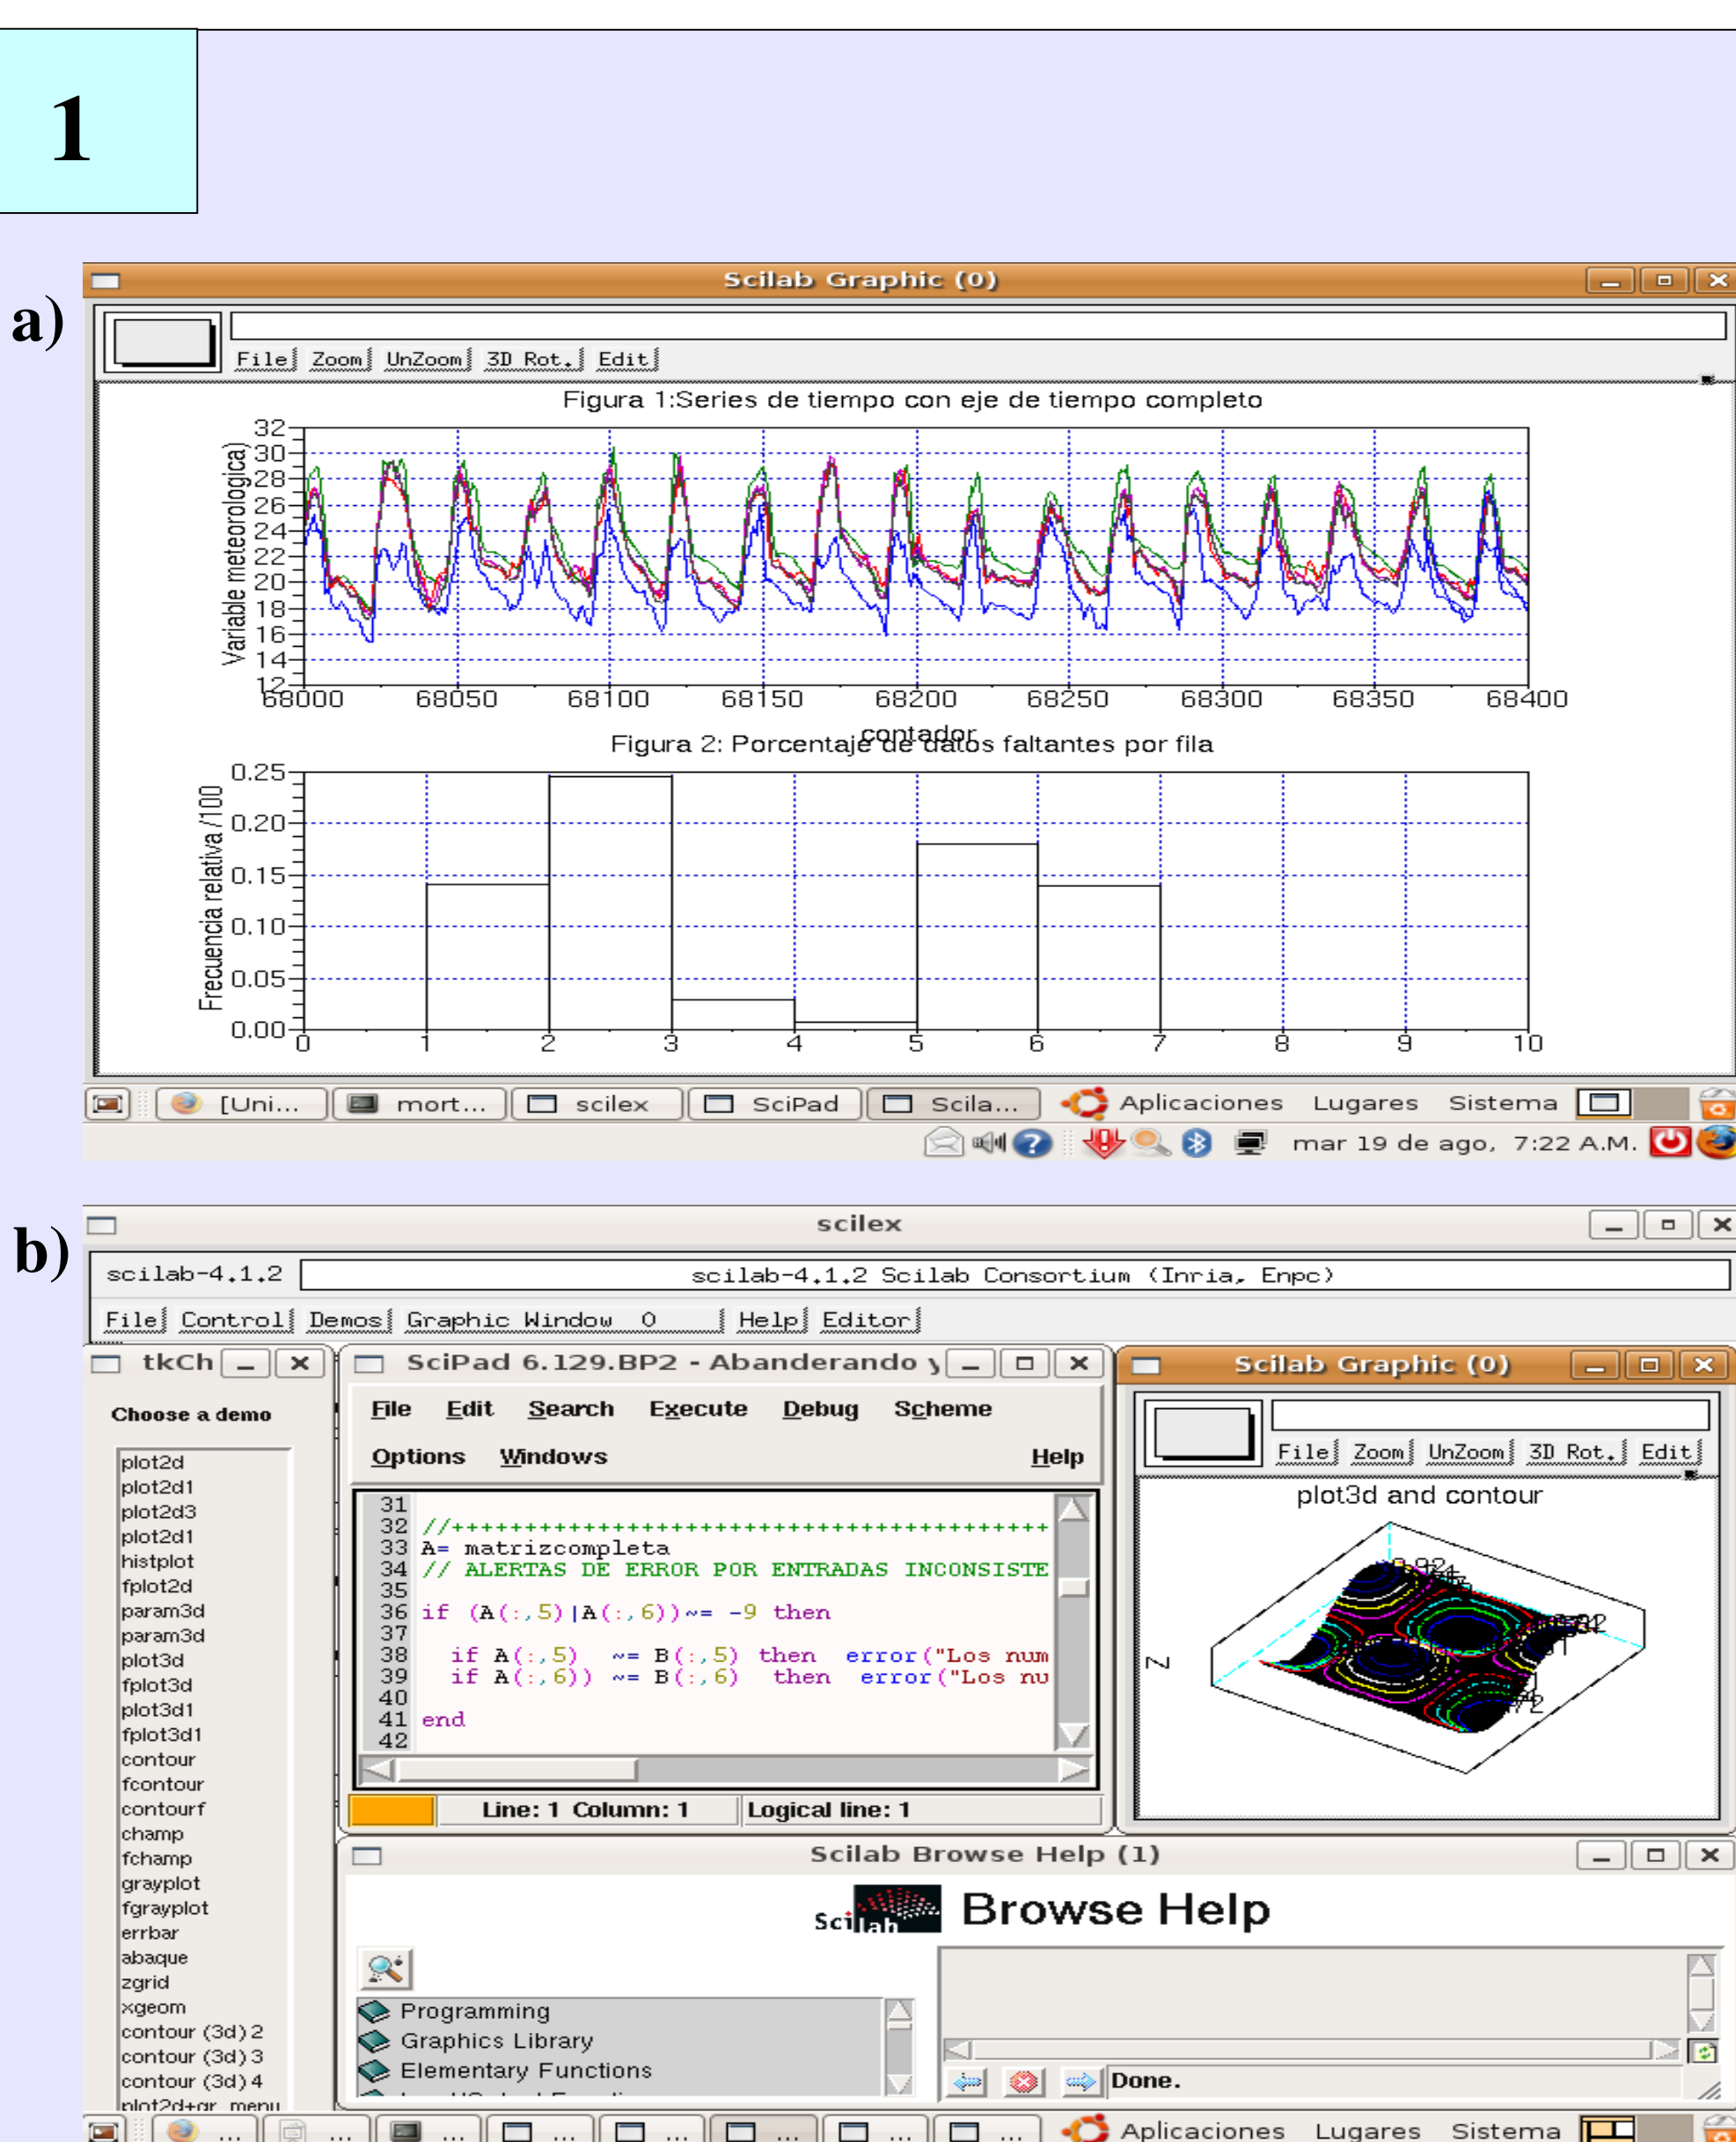 1
a)
Scilab Graphic (0)
File Zoom UnZoom 3D Rot. Edit
Figura 1:Series de tiempo con eje de tiempo completo
Variable meteorologica)
32
30
28
26
24
22
20
18
16
14
12
68000 68050 68100 68150 68200 68250 68300 68350 68400
contador
Figura 2: Porcentaje de datos faltantes por fila
Frecuencia relativa /100
0.25
0.20
0.15
0.10
0.05
0.00
0 1 2 3 4 5 6 7 8 9 10
[Uni... mort... scilex SciPad Scila... Aplicaciones Lugares Sistema
mar 19 de ago, 7:22 A.M.
b)
scilex
scilab-4.1.2 scilab-4.1.2 Scilab Consortium (Inria, Enpc)
File Control Demos Graphic Window 0 Help Editor
tkCh
Choose a demo
plot2d
plot2d1
plot2d3
plot2d1
histplot
fplot2d
param3d
param3d
plot3d
fplot3d
plot3d1
fplot3d1
contour
fcontour
contourf
champ
fchamp
grayplot
fgrayplot
errbar
abaque
zgrid
xgeom
contour (3d) 2
contour (3d) 3
contour (3d) 4
plot2d+gr_menu
SciPad 6.129.BP2 - Abanderando y
File Edit Search Execute Debug Scheme
Options Windows Help
31
32 //+++++++++++++++++++++++++++++++++++++++++
33 A= matrizcompleta
34 // ALERTAS DE ERROR POR ENTRADAS INCONSISTE
35
36 if (A(:,5)|A(:,6))~= -9 then
37
38 if A(:,5) ~= B(:,5) then error("Los num
39 if A(:,6)) ~= B(:,6) then error("Los nu
40
41 end
42
Line: 1 Column: 1 Logical line: 1
Scilab Graphic (0)
File Zoom UnZoom 3D Rot. Edit
plot3d and contour
Z
Scilab Browse Help (1)
Scilab Browse Help
Programming
Graphics Library
Elementary Functions
Done.
... ... ... ... ... ... ... ... Aplicaciones Lugares Sistema